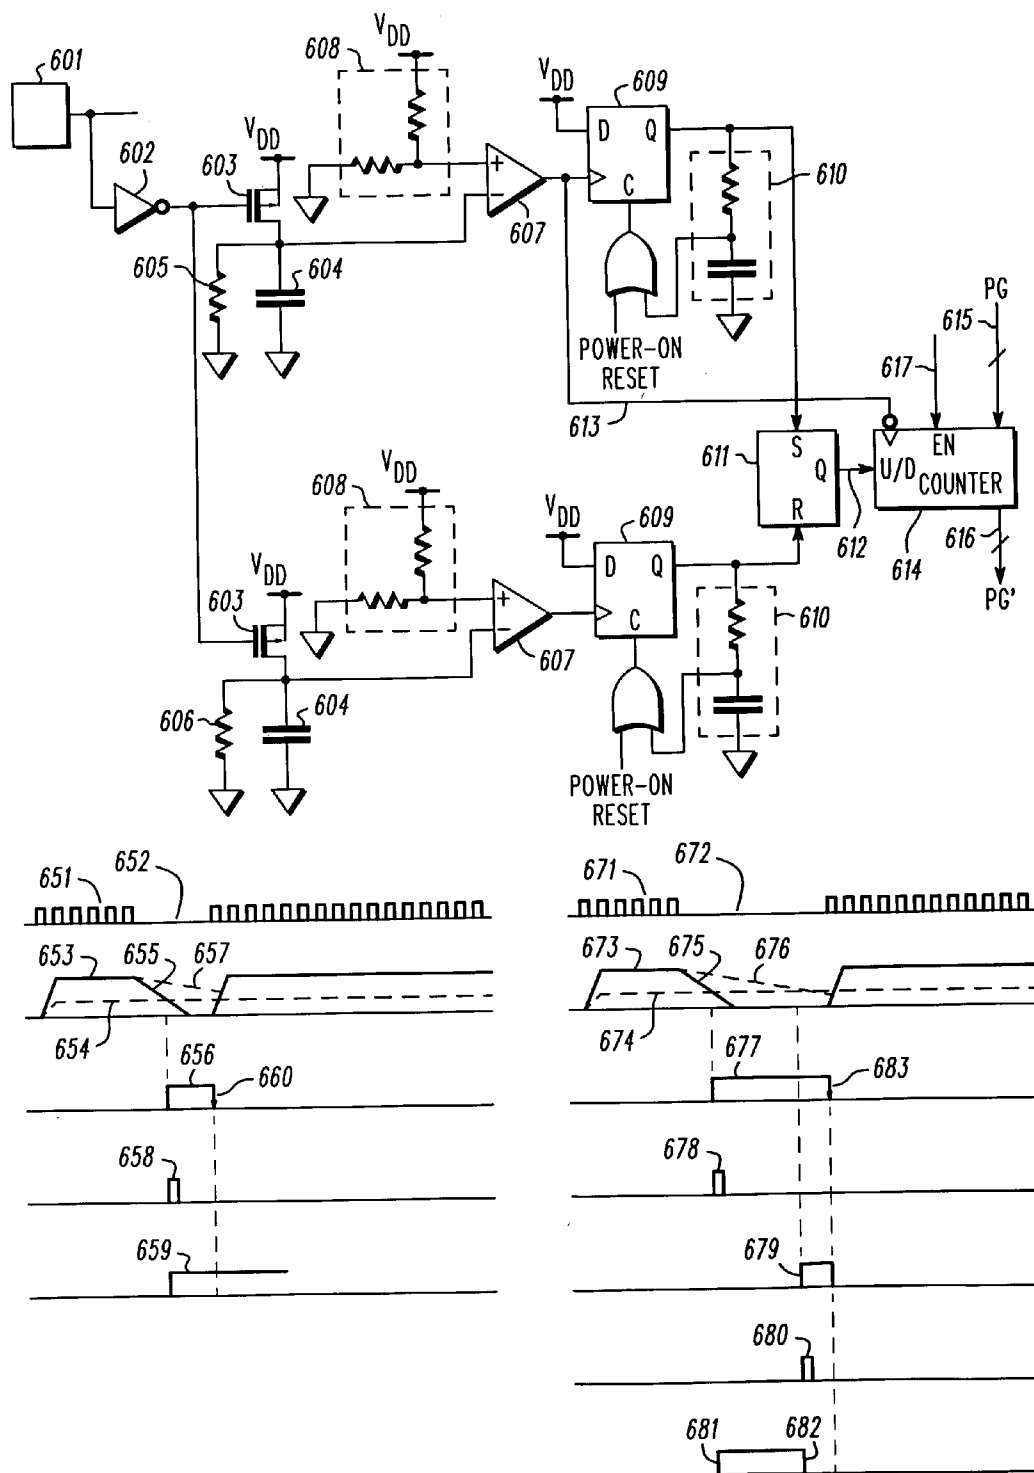 601
602
603
V_DD
608
V_DD
V_DD
609
D
Q
C
610
+
−
607
605
604
POWER-ON
RESET
613
PG
615
617
611
S
Q
R
612
U/D
EN
COUNTER
614
616
PG'
608
V_DD
V_DD
609
D
Q
C
610
+
−
607
V_DD
603
606
604
POWER-ON
RESET
651
652
653
655
657
654
656
660
658
659
671
672
673
675
676
674
677
683
678
679
680
681
682